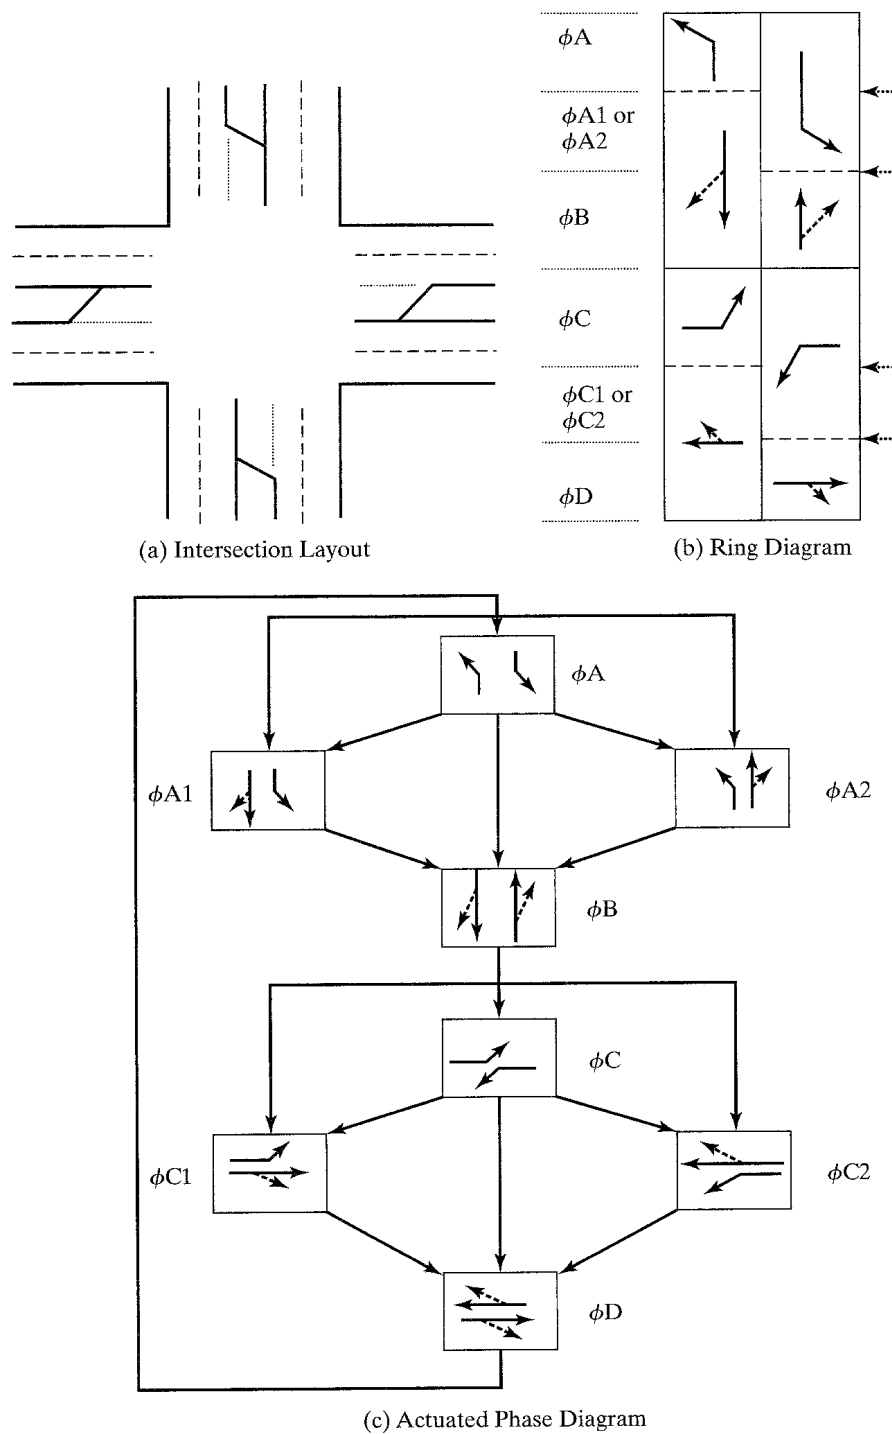 ϕA
ϕA1 or
ϕA2
ϕB
ϕC
ϕC1 or
ϕC2
ϕD
(a) Intersection Layout
(b) Ring Diagram
ϕA
ϕA1
ϕA2
ϕB
ϕC
ϕC1
ϕC2
ϕD
(c) Actuated Phase Diagram